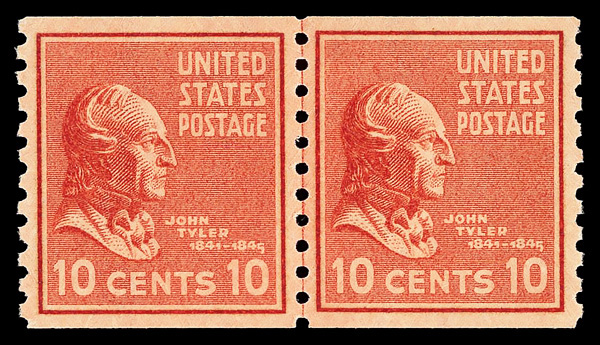 UNITED
STATES
POSTAGE
JOHN
TYLER
1841-1845
10 CENTS 10
UNITED
STATES
POSTAGE
JOHN
TYLER
1841-1845
10 CENTS 10